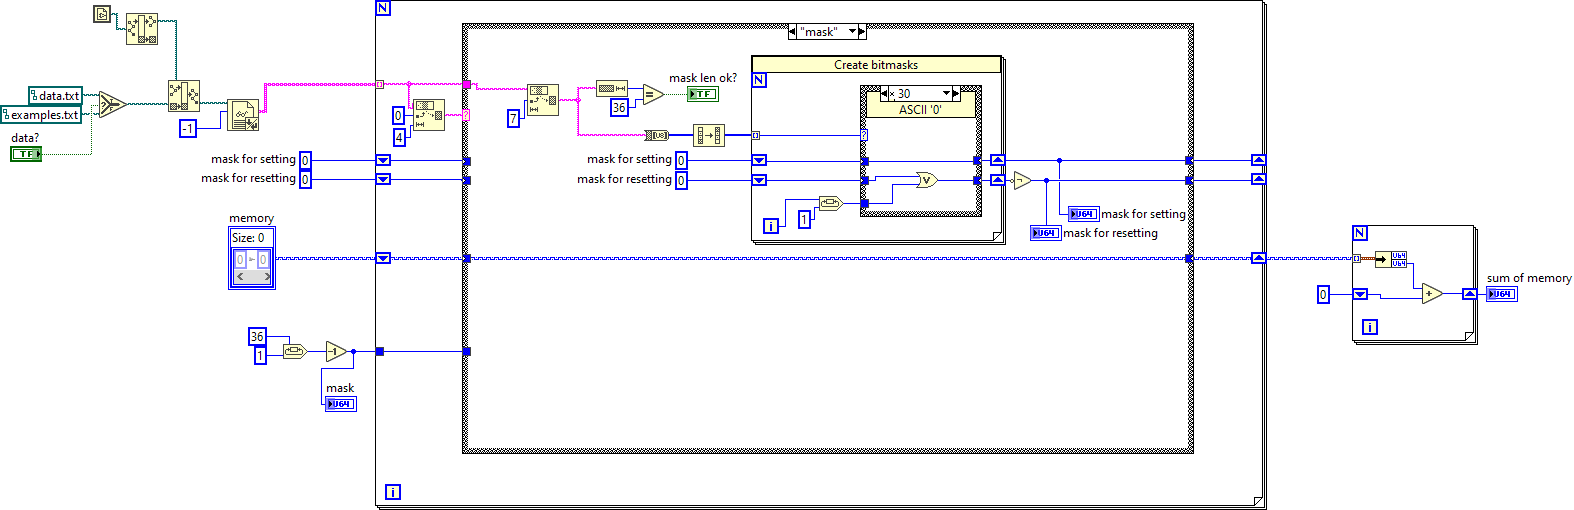 N
"mask"
Create bitmasks
N
mask len ok?
TF
data.txt
examples.txt
T
F
-1
data?
TF
0
4
7
36
=
[U8]
× 30
ASCII '0'
?
?
mask for setting 0
mask for resetting 0
mask for setting 0
mask for resetting 0
V
¬
i
1
U64 mask for setting
U64 mask for resetting
memory
Size: 0
0 0
N
U64
U64
0
+
sum of memory
U64
i
36
1
-1
mask
U64
i